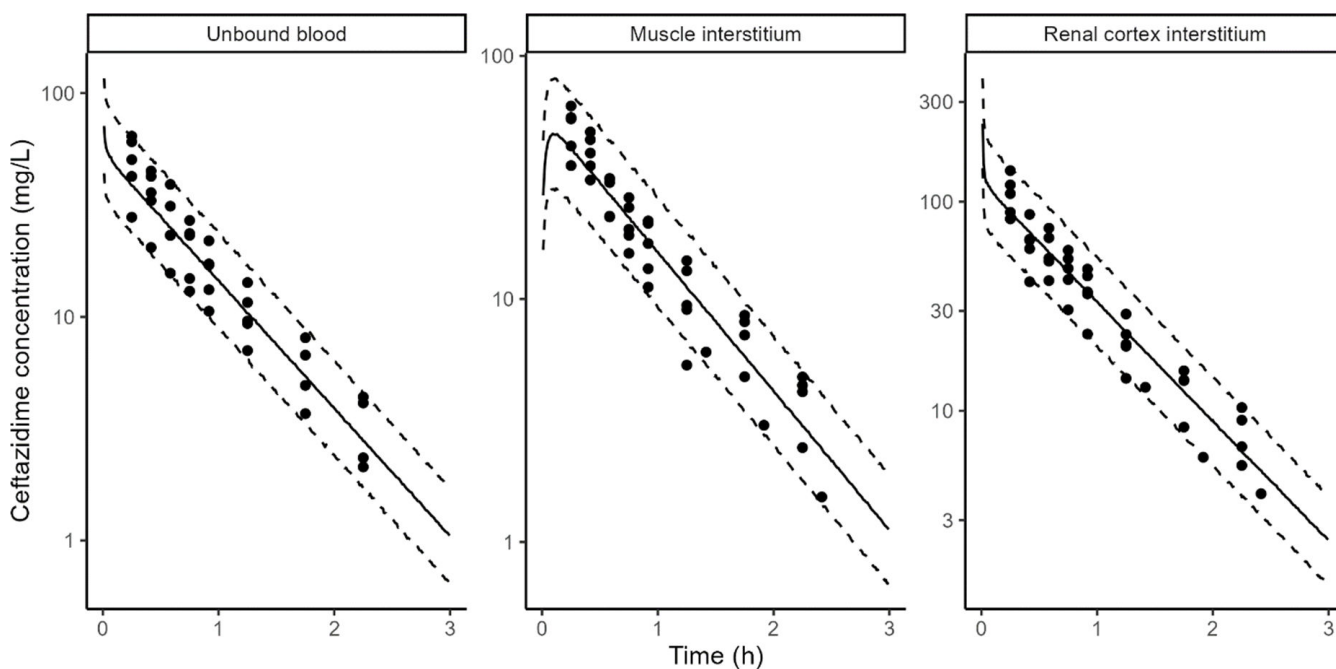 Unbound blood
Muscle interstitium
Renal cortex interstitium
Ceftazidime concentration (mg/L)
100
10
1
100
10
1
300
100
30
10
3
0 1 2 3
0 1 2 3
0 1 2 3
Time (h)